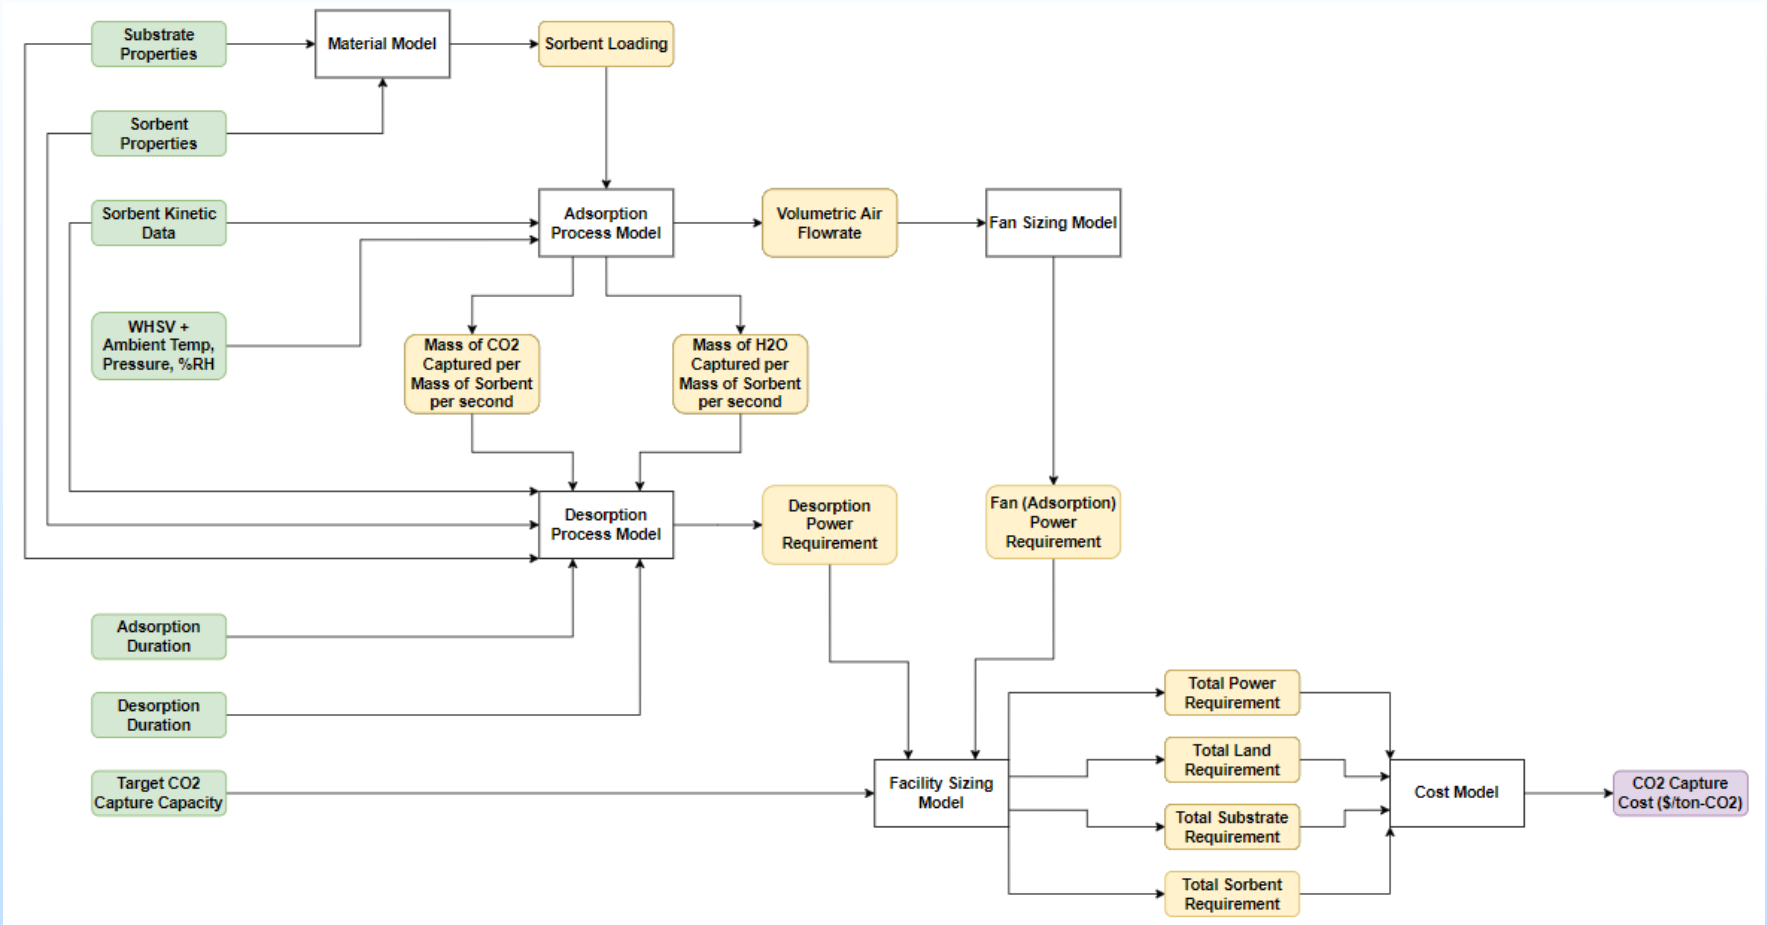 Substrate
Properties
Material Model
Sorbent Loading
Sorbent
Properties
Sorbent Kinetic
Data
Adsorption
Process Model
Volumetric Air
Flowrate
Fan Sizing Model
WHSV +
Ambient Temp,
Pressure, %RH
Mass of CO2
Captured per
Mass of Sorbent
per second
Mass of H2O
Captured per
Mass of Sorbent
per second
Desorption
Process Model
Desorption
Power
Requirement
Fan (Adsorption)
Power
Requirement
Adsorption
Duration
Desorption
Duration
Target CO2
Capture Capacity
Facility Sizing
Model
Total Power
Requirement
Total Land
Requirement
Total Substrate
Requirement
Total Sorbent
Requirement
Cost Model
CO2 Capture
Cost ($/ton-CO2)